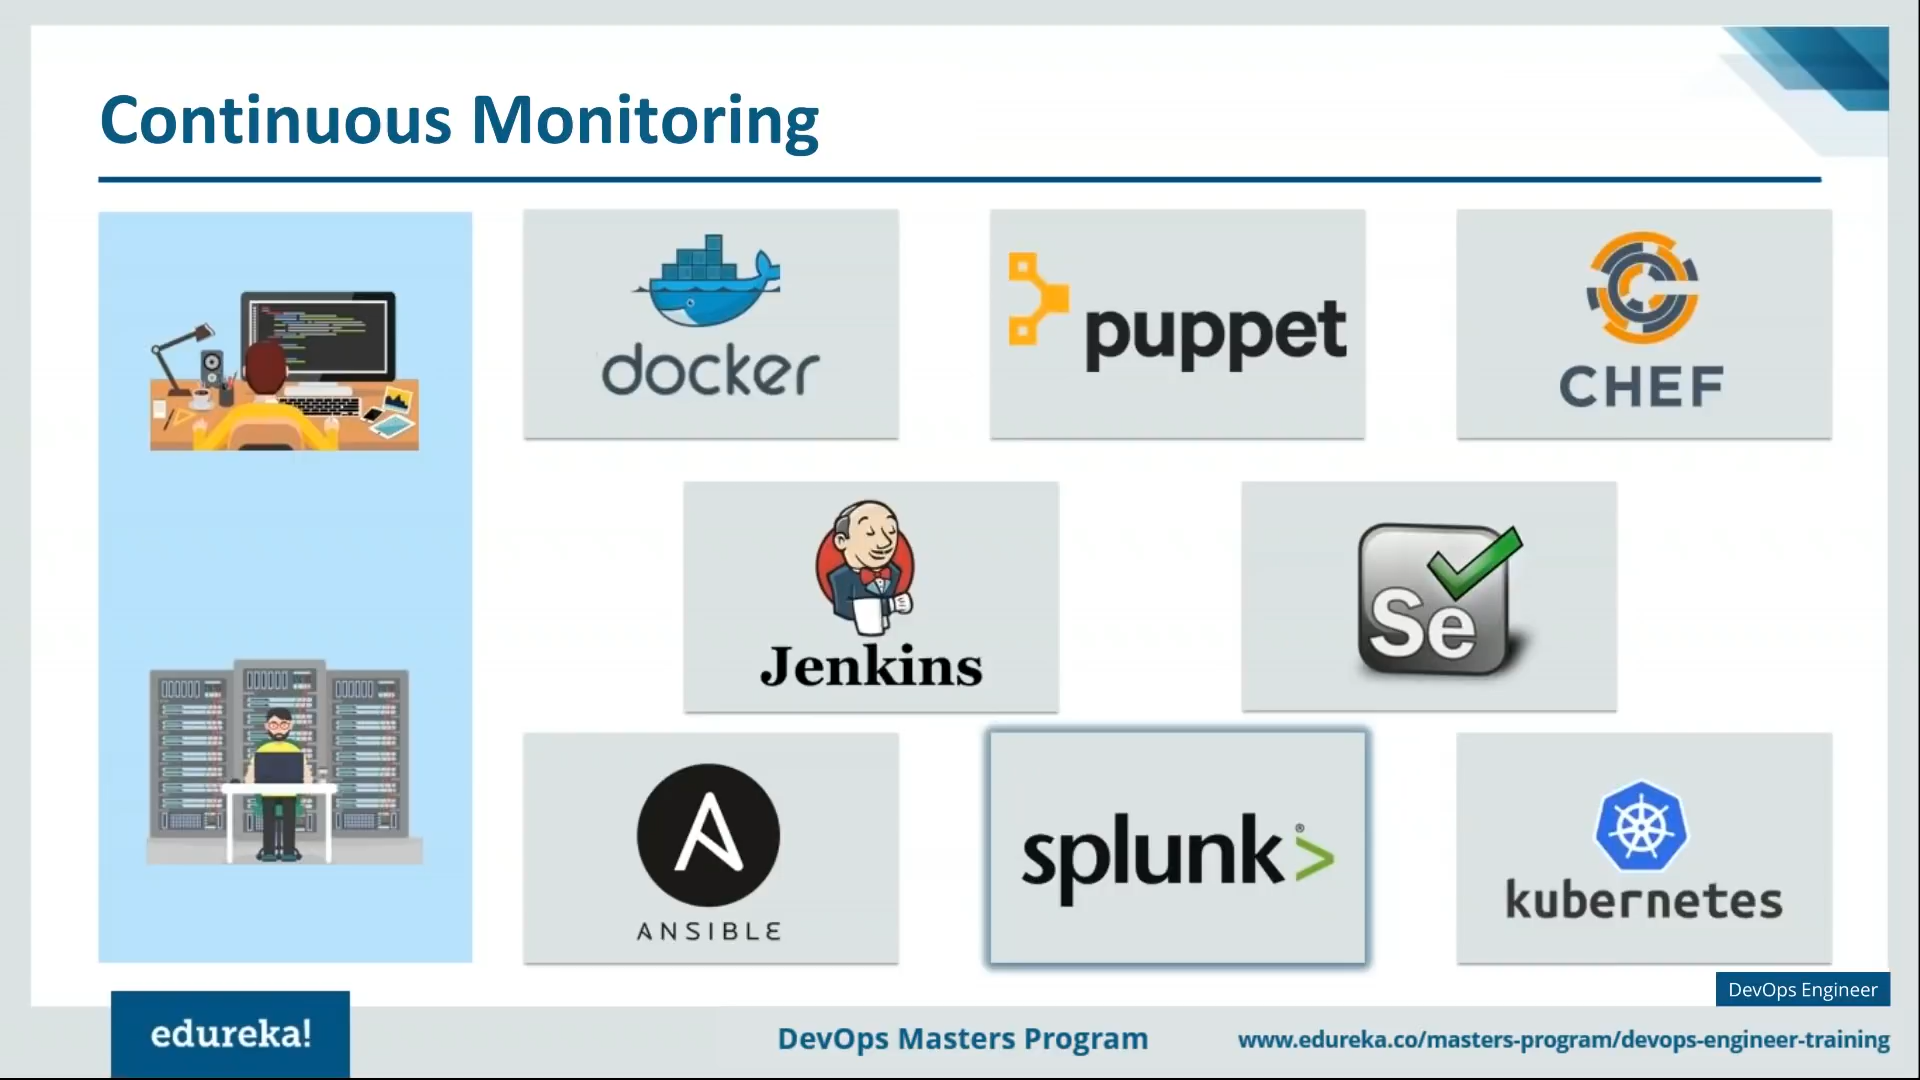 Continuous Monitoring
docker
puppet
CHEF
Jenkins
Se
ANSIBLE
splunk>®
kubernetes
DevOps Engineer
edureka!
DevOps Masters Program
www.edureka.co/masters-program/devops-engineer-training